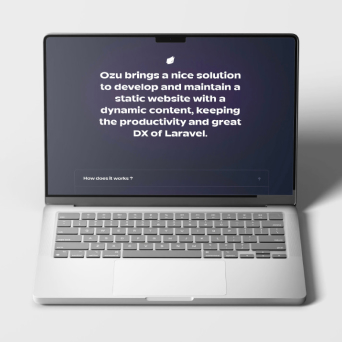 Ozu brings a nice solution
to develop and maintain a
static website with a
dynamic content, keeping
the productivity and great
DX of Laravel.
How does it works ?